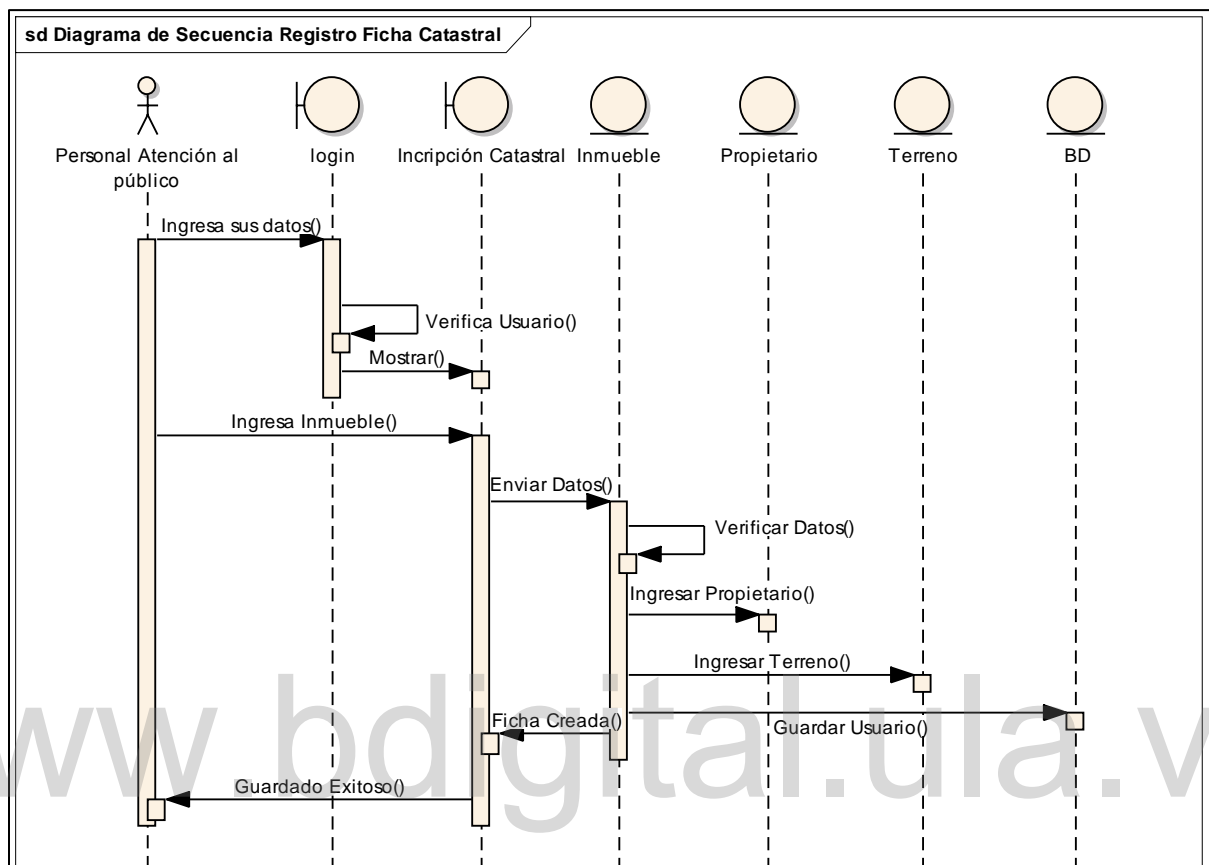 sd Diagrama de Secuencia Registro Ficha Catastral
Personal Atención al
público
login
Incripción Catastral
Inmueble
Propietario
Terreno
BD
Ingresa sus datos()
Verifica Usuario()
Mostrar()
Ingresa Inmueble()
Enviar Datos()
Verificar Datos()
Ingresar Propietario()
Ingresar Terreno()
Guardar Usuario()
Ficha Creada()
Guardado Exitoso()
ww.bdigital.ula.v